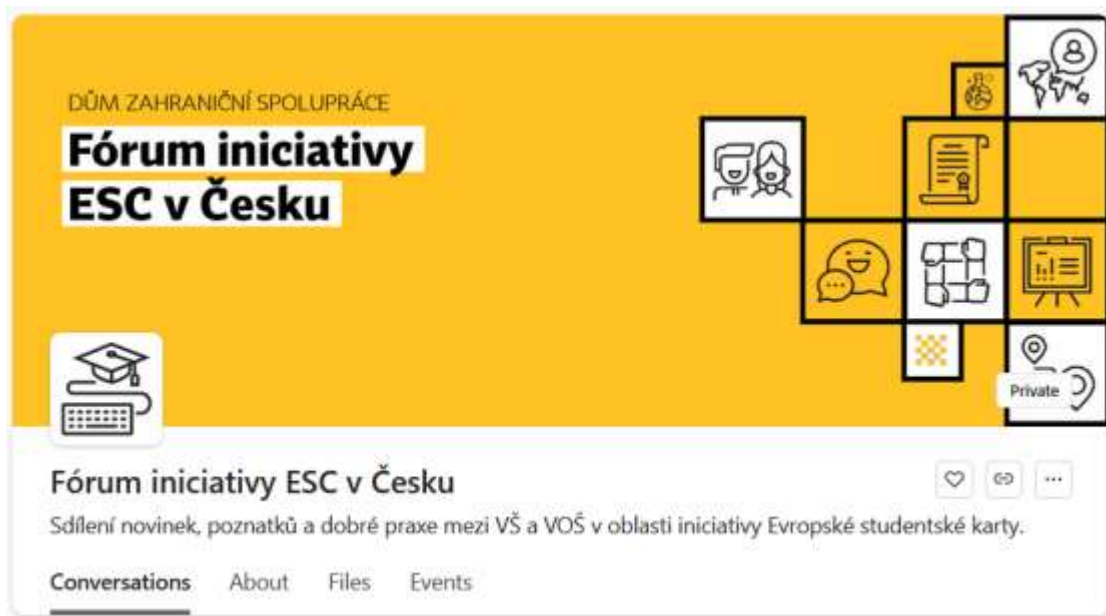 DŮM ZAHRANIČNÍ SPOLUPRÁCE
Fórum iniciativy
ESC v Česku
Private
Fórum iniciativy ESC v Česku
Sdílení novinek, poznatků a dobré praxe mezi VŠ a VOŠ v oblasti iniciativy Evropské studentské karty.
Conversations About Files Events